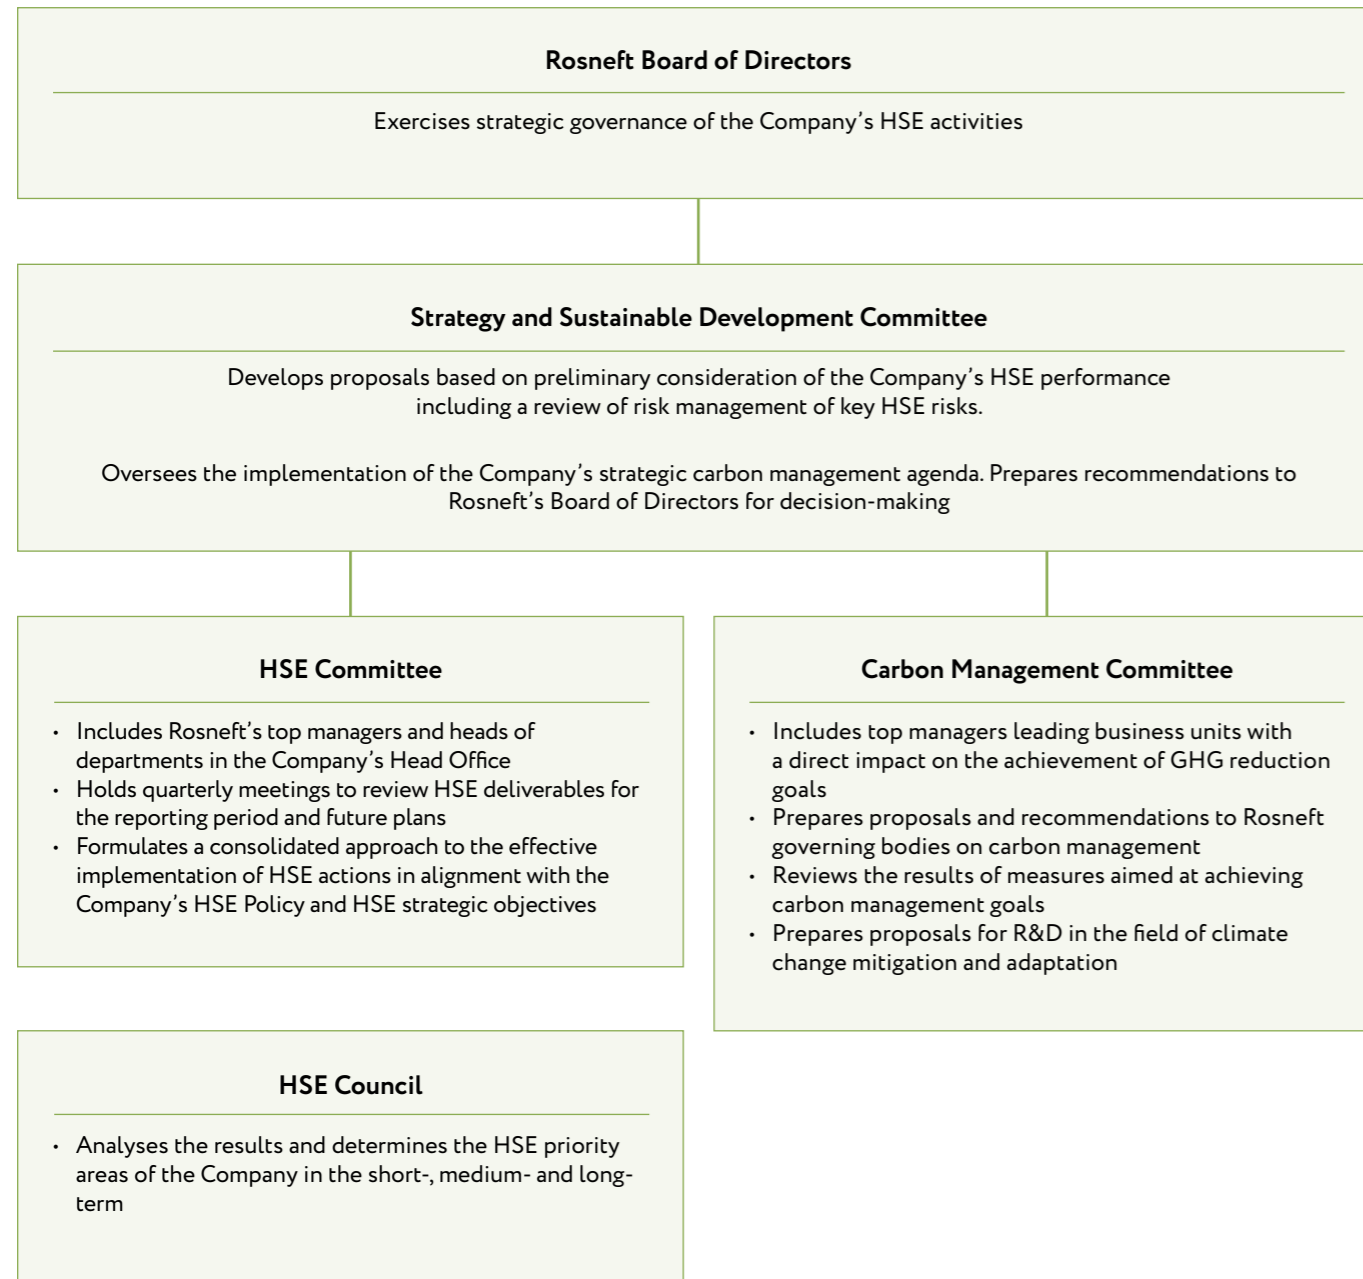 Rosneft Board of Directors
Exercises strategic governance of the Company’s HSE activities
Strategy and Sustainable Development Committee
Develops proposals based on preliminary consideration of the Company’s HSE performance
including a review of risk management of key HSE risks.
Oversees the implementation of the Company’s strategic carbon management agenda. Prepares recommendations to
Rosneft’s Board of Directors for decision-making
HSE Committee
• Includes Rosneft’s top managers and heads of
departments in the Company’s Head Office
• Holds quarterly meetings to review HSE deliverables for
the reporting period and future plans
• Formulates a consolidated approach to the effective
implementation of HSE actions in alignment with the
Company’s HSE Policy and HSE strategic objectives
Carbon Management Committee
• Includes top managers leading business units with
a direct impact on the achievement of GHG reduction
goals
• Prepares proposals and recommendations to Rosneft
governing bodies on carbon management
• Reviews the results of measures aimed at achieving
carbon management goals
• Prepares proposals for R&D in the field of climate
change mitigation and adaptation
HSE Council
• Analyses the results and determines the HSE priority
areas of the Company in the short-, medium- and long-
term